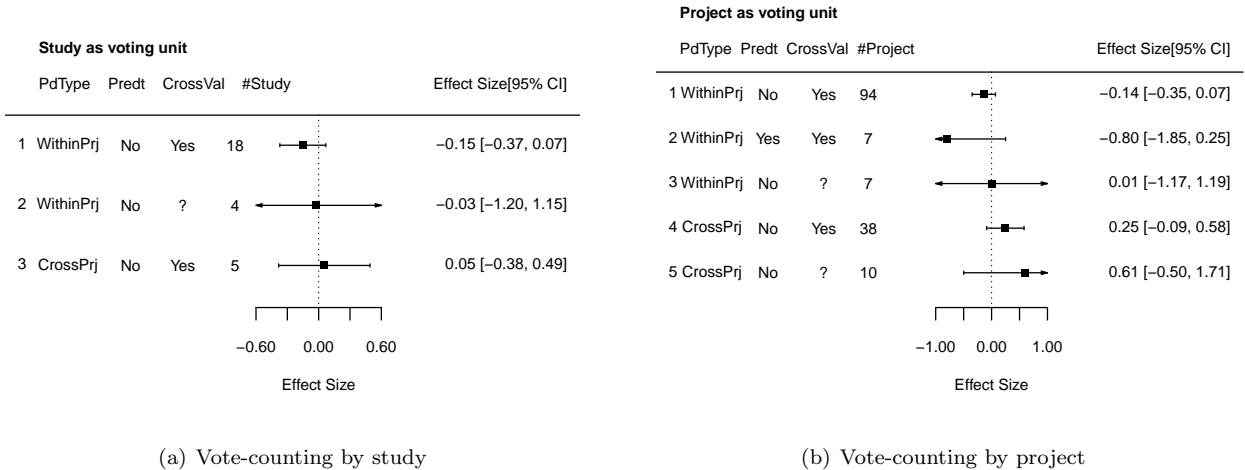 Study as voting unit
PdType Predt CrossVal #Study Effect Size[95% CI]
1 WithinPrj No Yes 18 −0.15 [−0.37, 0.07]
2 WithinPrj No ? 4 −0.03 [−1.20, 1.15]
3 CrossPrj No Yes 5 0.05 [−0.38, 0.49]
−0.60 0.00 0.60
Effect Size
(a) Vote-counting by study
Project as voting unit
PdType Predt CrossVal #Project Effect Size[95% CI]
1 WithinPrj No Yes 94 −0.14 [−0.35, 0.07]
2 WithinPrj Yes Yes 7 −0.80 [−1.85, 0.25]
3 WithinPrj No ? 7 0.01 [−1.17, 1.19]
4 CrossPrj No Yes 38 0.25 [−0.09, 0.58]
5 CrossPrj No ? 10 0.61 [−0.50, 1.71]
−1.00 0.00 1.00
Effect Size
(b) Vote-counting by project